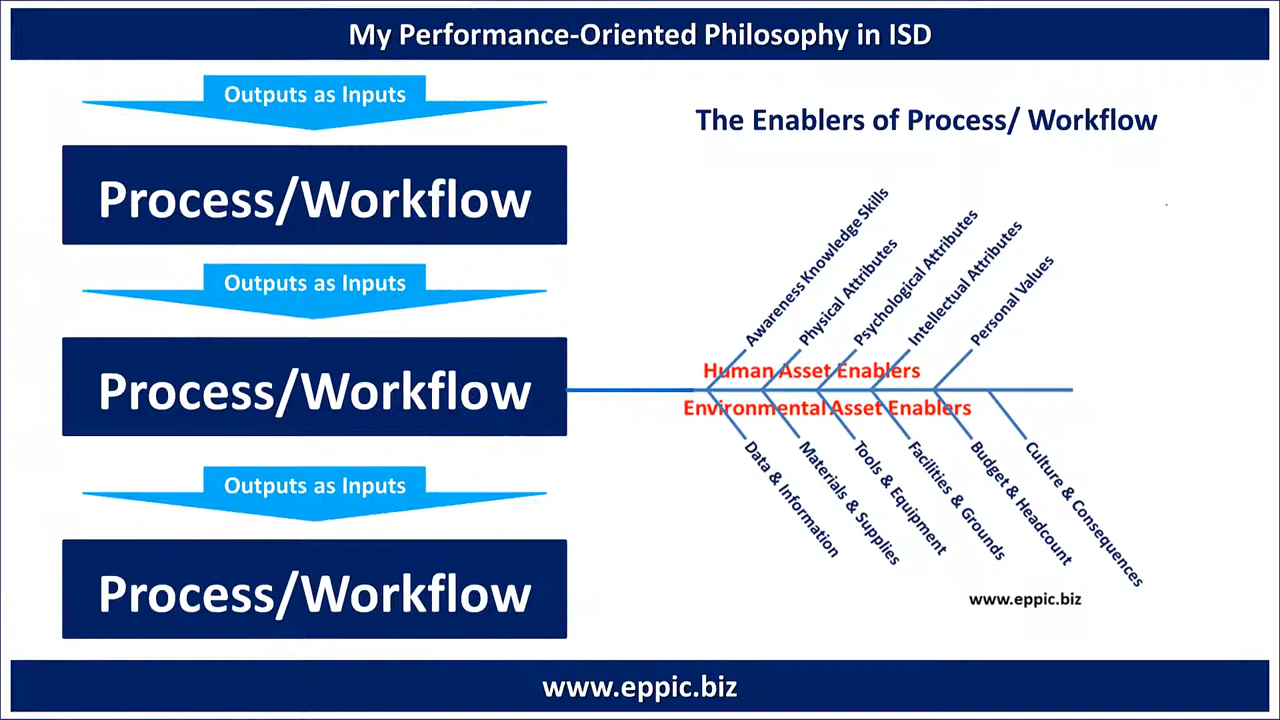 My Performance-Oriented Philosophy in ISD
Outputs as Inputs
Process/Workflow
Outputs as Inputs
Process/Workflow
Outputs as Inputs
Process/Workflow
The Enablers of Process/ Workflow
Awareness Knowledge Skills
Physical Attributes
Psychological Attributes
Intellectual Attributes
Personal Values
Human Asset Enablers
Environmental Asset Enablers
Data & Information
Materials & Supplies
Tools & Equipment
Facilities & Grounds
Budget & Headcount
Culture & Consequences
www.eppic.biz
www.eppic.biz